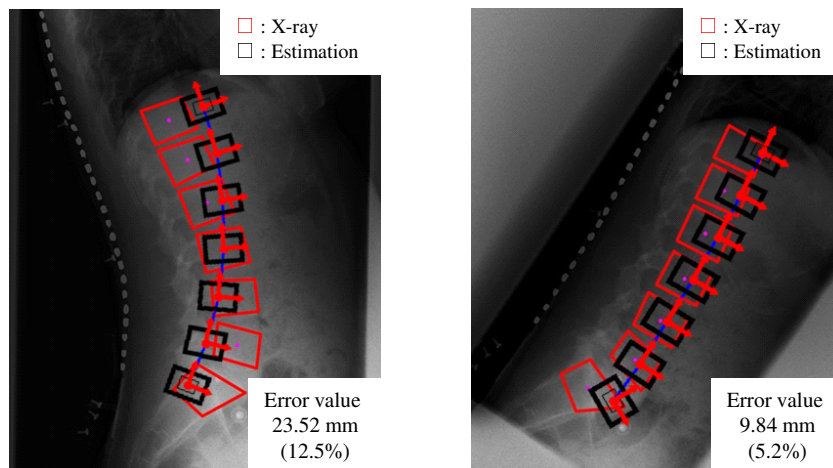 □ : X-ray
□ : Estimation
Error value
23.52 mm
(12.5%)
□ : X-ray
□ : Estimation
Error value
9.84 mm
(5.2%)